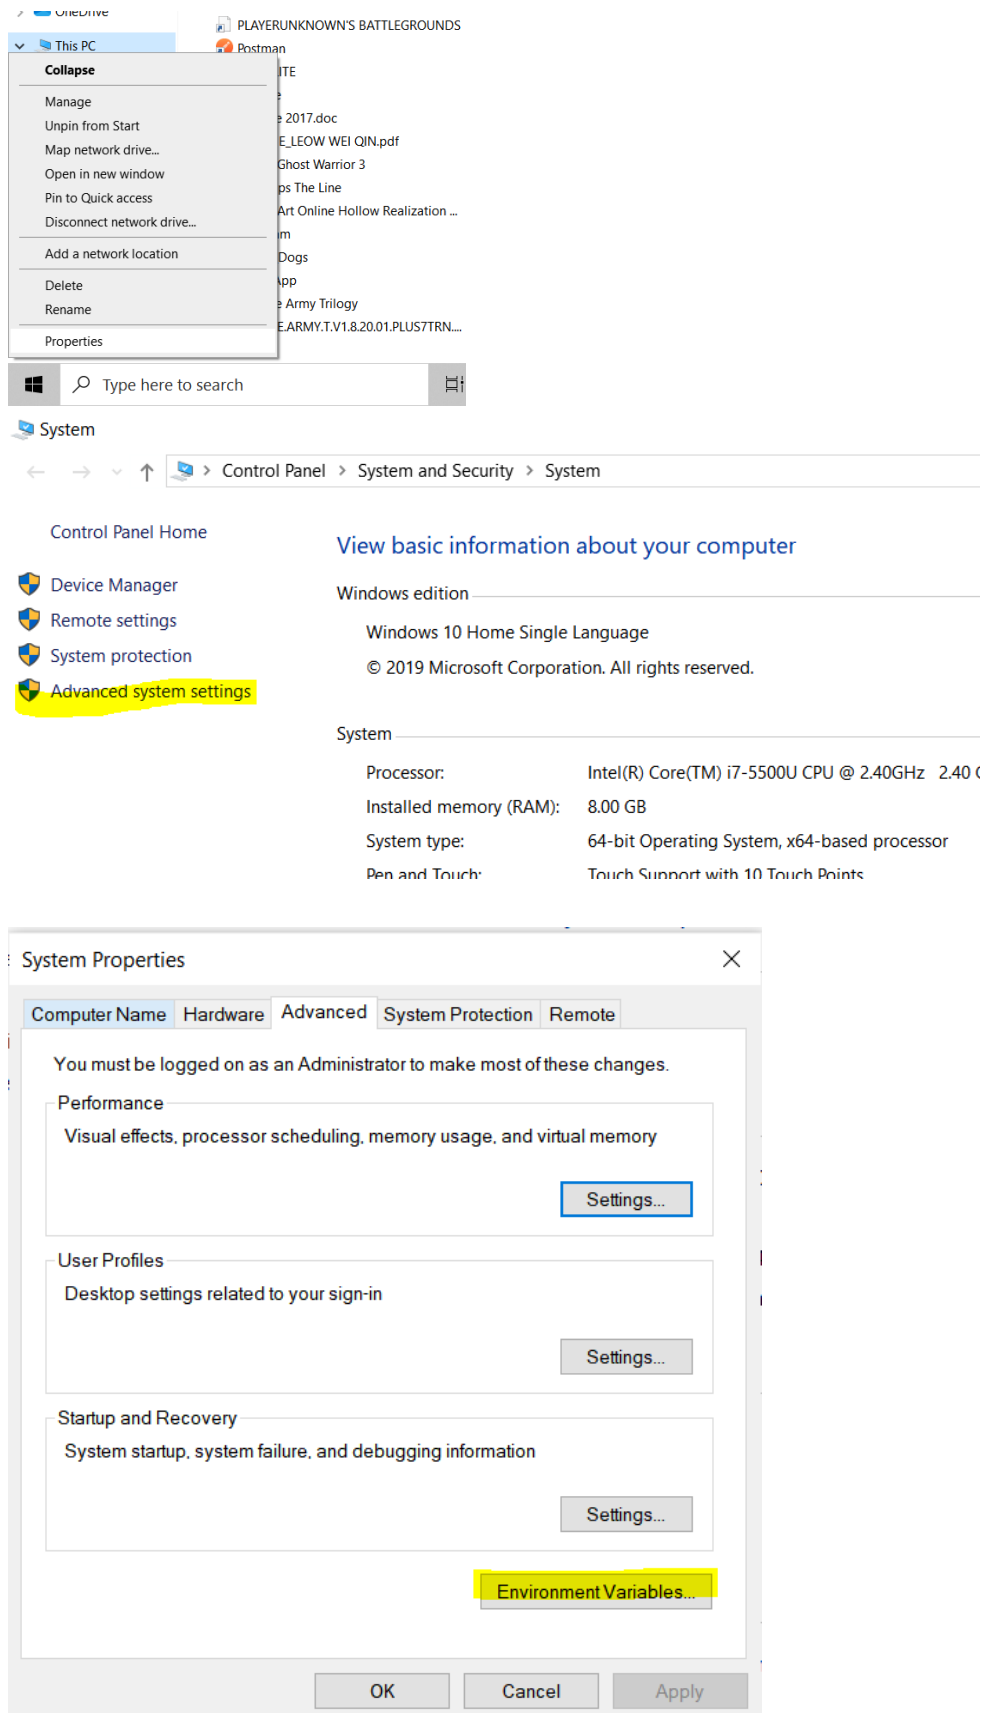 OneDrive
PLAYERUNKNOWN'S BATTLEGROUNDS
This PC
Postman
Collapse
ITE
Manage
2017.doc
Unpin from Start
E_LEOW WEI QIN.pdf
Map network drive...
Ghost Warrior 3
Open in new window
ps The Line
Pin to Quick access
Art Online Hollow Realization ...
Disconnect network drive...
am
Dogs
Add a network location
App
Delete
Army Trilogy
Rename
E.ARMY.T.V1.8.20.01.PLUS7TRN....
Properties
Type here to search
System
Control Panel > System and Security > System
Control Panel Home
View basic information about your computer
Device Manager
Windows edition
Remote settings
Windows 10 Home Single Language
System protection
© 2019 Microsoft Corporation. All rights reserved.
Advanced system settings
System
Processor: Intel(R) Core(TM) i7-5500U CPU @ 2.40GHz 2.40
Installed memory (RAM): 8.00 GB
System type: 64-bit Operating System, x64-based processor
Pen and Touch: Touch Support with 10 Touch Points
System Properties
Computer Name Hardware Advanced System Protection Remote
You must be logged on as an Administrator to make most of these changes.
Performance
Visual effects, processor scheduling, memory usage, and virtual memory
Settings...
User Profiles
Desktop settings related to your sign-in
Settings...
Startup and Recovery
System startup, system failure, and debugging information
Settings...
Environment Variables...
OK Cancel Apply